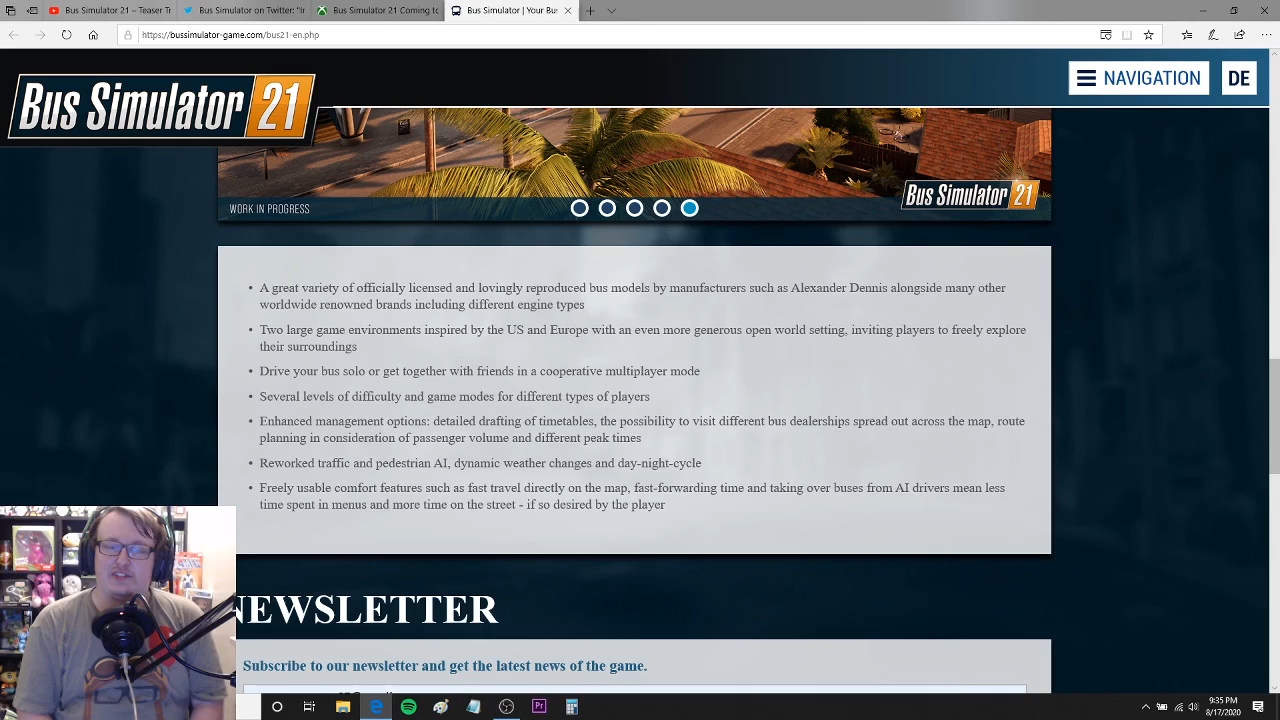 Bus Simulator 21 – Teaser T
Bus Simulator 21 Coming t
Bus Simulator | Your Bus
https://bussimulator-game.com/bus21-en.php
Bus Simulator 21
NAVIGATION
DE
WORK IN PROGRESS
Bus Simulator 21
• A great variety of officially licensed and lovingly reproduced bus models by manufacturers such as Alexander Dennis alongside many other
worldwide renowned brands including different engine types
• Two large game environments inspired by the US and Europe with an even more generous open world setting, inviting players to freely explore
their surroundings
• Drive your bus solo or get together with friends in a cooperative multiplayer mode
• Several levels of difficulty and game modes for different types of players
• Enhanced management options: detailed drafting of timetables, the possibility to visit different bus dealerships spread out across the map, route
planning in consideration of passenger volume and different peak times
• Reworked traffic and pedestrian AI, dynamic weather changes and day-night-cycle
• Freely usable comfort features such as fast travel directly on the map, fast-forwarding time and taking over buses from AI drivers mean less
time spent in menus and more time on the street - if so desired by the player
NEWSLETTER
Subscribe to our newsletter and get the latest news of the game.
Pr
9:35 PM
8/17/2020